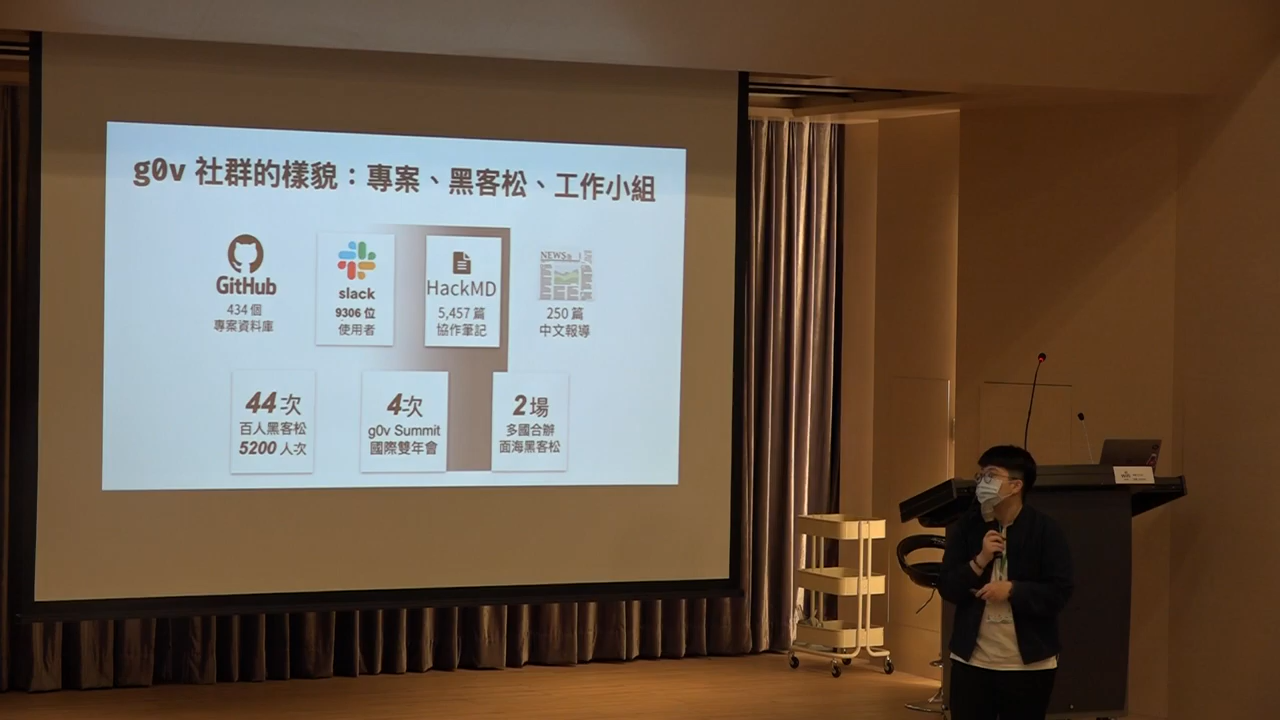 g0v 社群的樣貌：專案、黑客松、工作小組
GitHub
434 個
專案資料庫
slack
9306 位
使用者
HackMD
5,457 篇
協作筆記
NEWS
250 篇
中文報導
44次
百人黑客松
5200 人次
4次
g0v Summit
國際雙年會
2場
多國合辦
面海黑客松